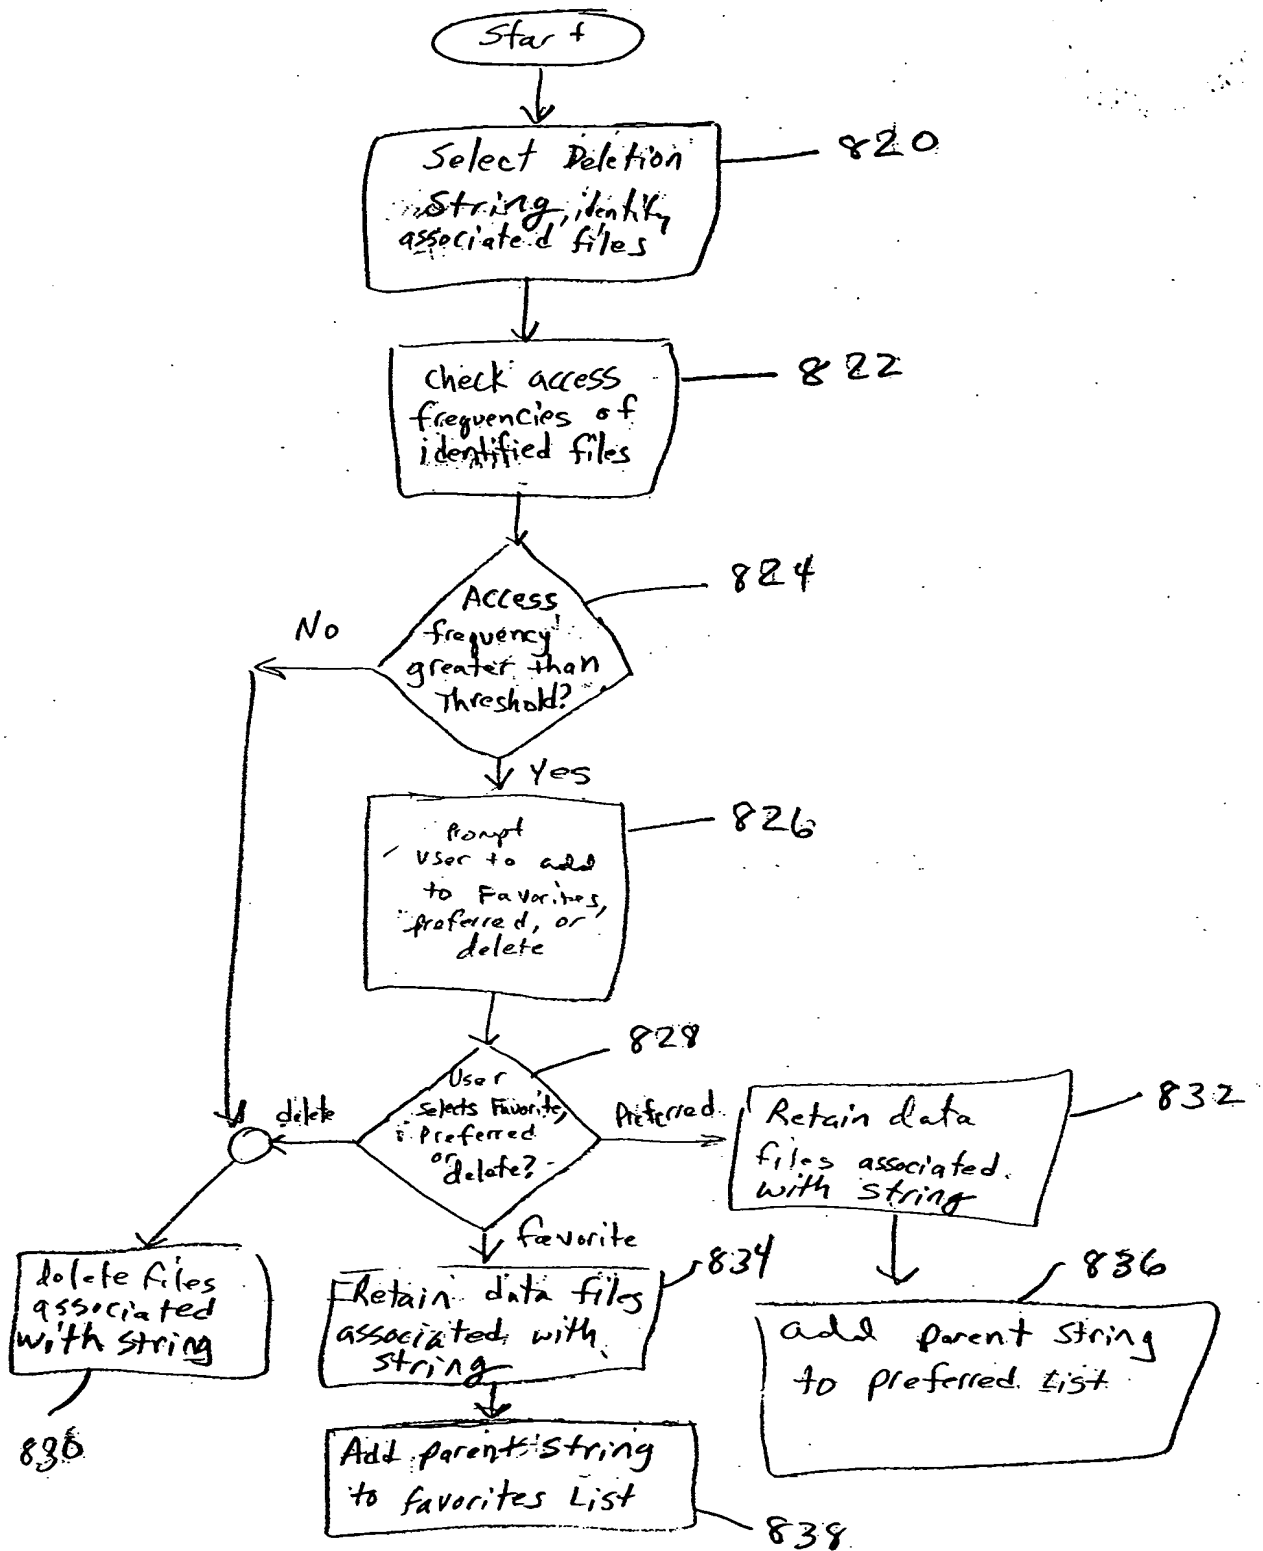 Start
Select Deletion
String, identify
associated files
820
Check access
frequencies of
identified files
822
Access
frequency
greater than
Threshold?
824
No
Yes
Prompt
User to add
to Favorites,
preferred, or
delete
826
User
selects Favorite,
Preferred
or
delete?
828
delete
Preferred
favorite
Retain data
files associated
with string
832
delete files
associated
with string
830
Retain data files
associated with
string
834
add parent string
to preferred List
836
Add parent string
to favorites List
838